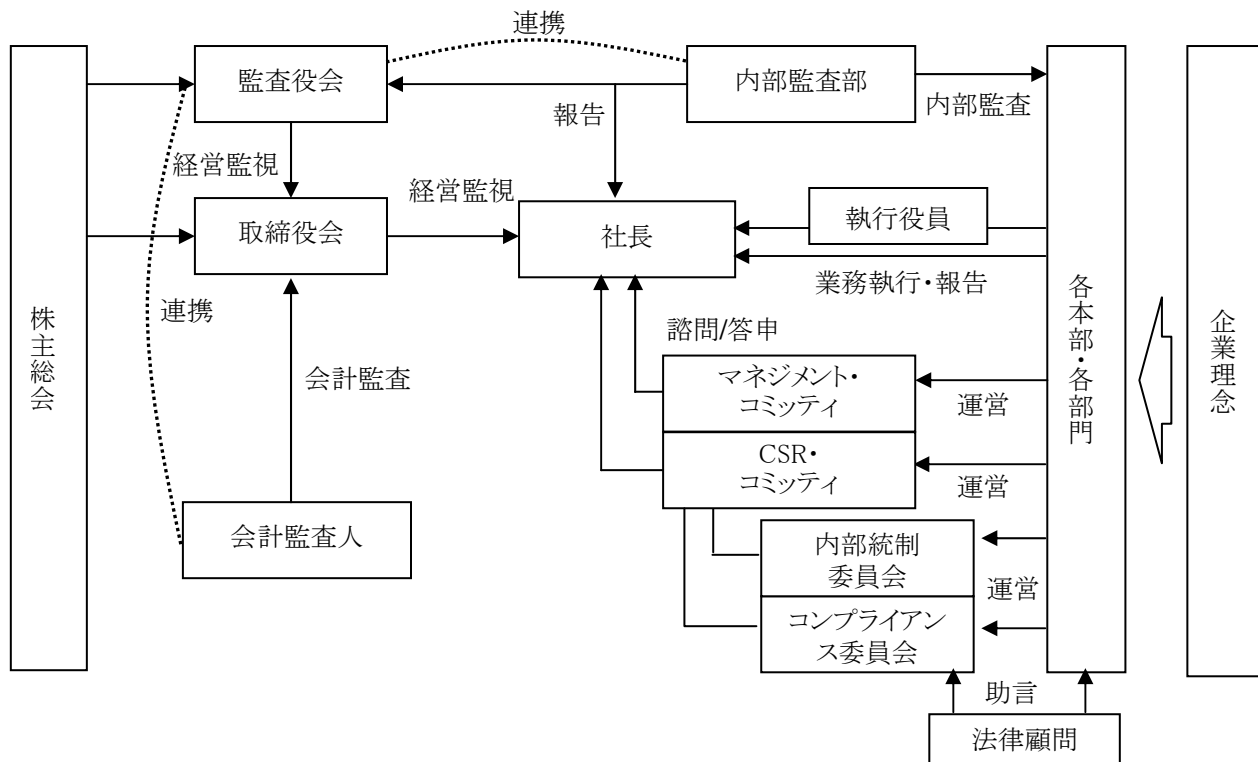 連携
監査役会
内部監査部
報告
内部監査
経営監視
経営監視
取締役会
社長
執行役員
業務執行・報告
株主総会
連携
諮問/答申
会計監査
マネジメント・
コミッティ
運営
CSR・
コミッティ
運営
各本部・各部門
企業理念
会計監査人
内部統制
委員会
運営
コンプライアン
ス委員会
助言
法律顧問